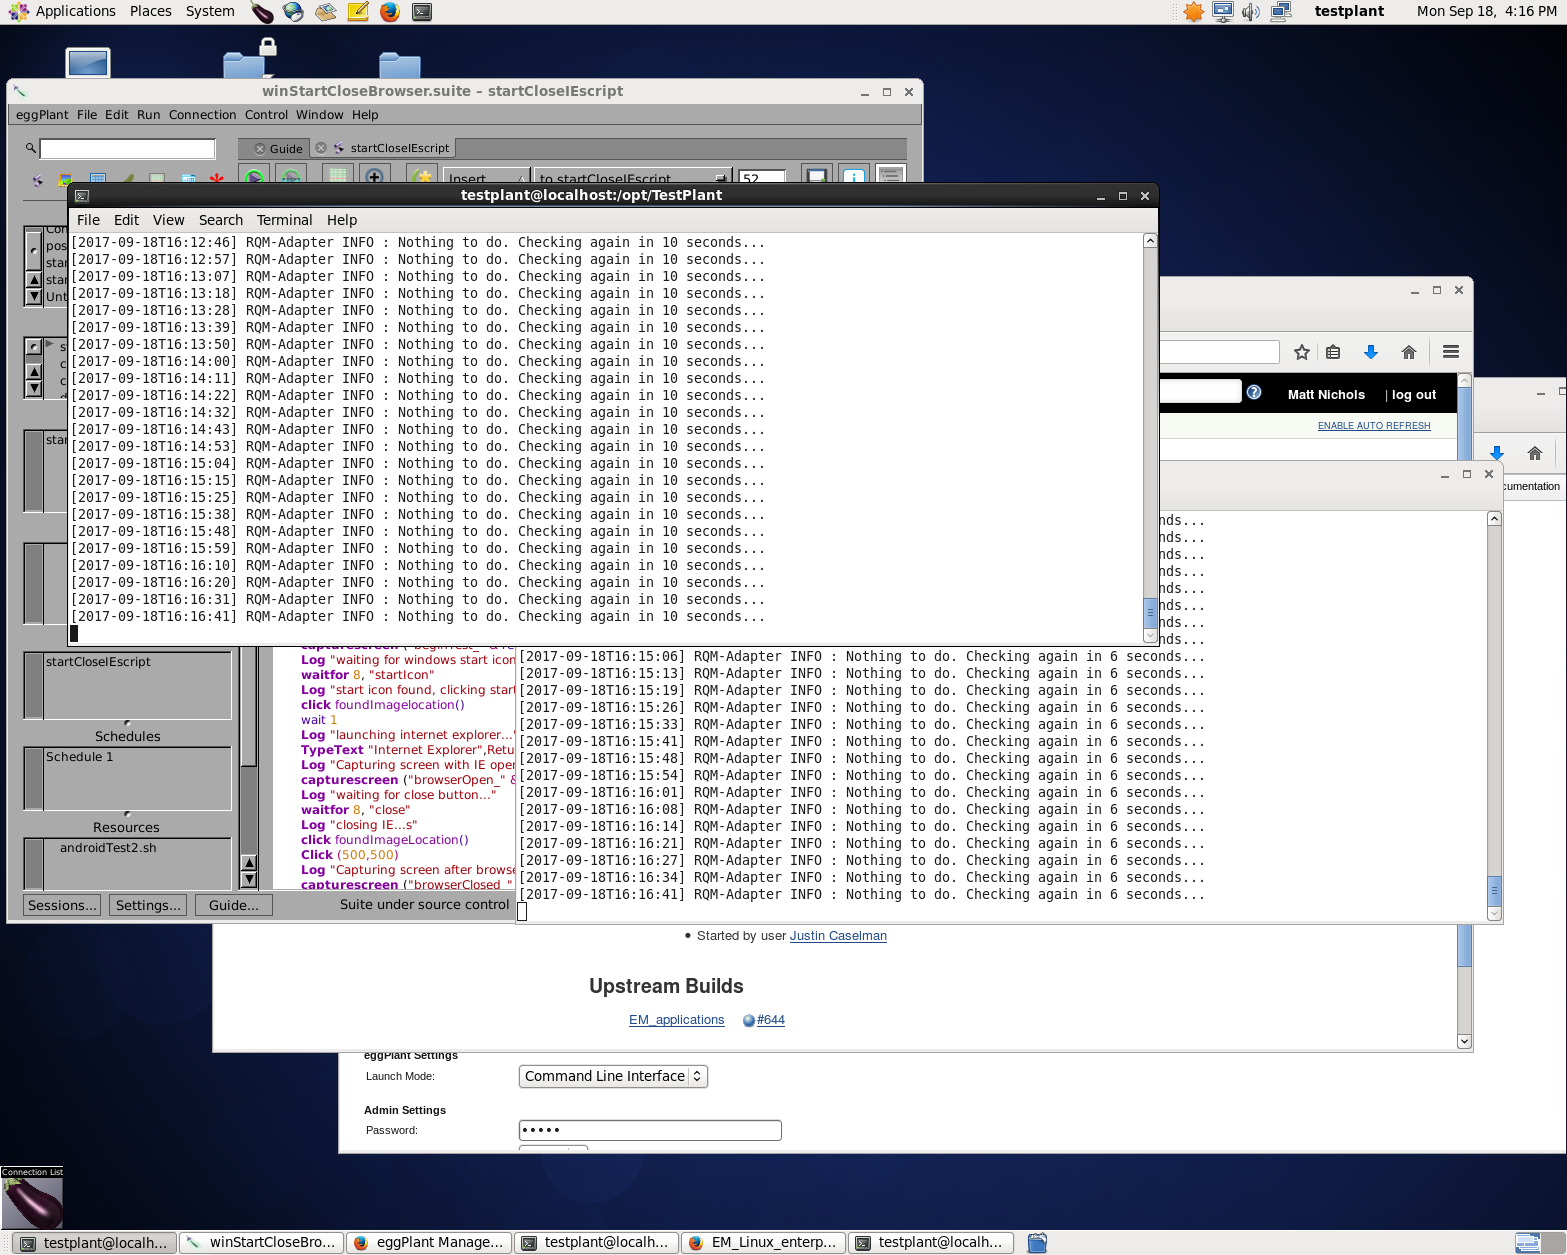 Applications Places System
testplant Mon Sep 18, 4:16 PM
winStartCloseBrowser.suite – startCloseIEscript
eggPlant File Edit Run Connection Control Window Help
Guide startCloseIEscript
Insert to startCloseIEscript 52
testplant@localhost:/opt/TestPlant
File Edit View Search Terminal Help
[2017-09-18T16:12:46] RQM-Adapter INFO : Nothing to do. Checking again in 10 seconds...
[2017-09-18T16:12:57] RQM-Adapter INFO : Nothing to do. Checking again in 10 seconds...
[2017-09-18T16:13:07] RQM-Adapter INFO : Nothing to do. Checking again in 10 seconds...
[2017-09-18T16:13:18] RQM-Adapter INFO : Nothing to do. Checking again in 10 seconds...
[2017-09-18T16:13:28] RQM-Adapter INFO : Nothing to do. Checking again in 10 seconds...
[2017-09-18T16:13:39] RQM-Adapter INFO : Nothing to do. Checking again in 10 seconds...
[2017-09-18T16:13:50] RQM-Adapter INFO : Nothing to do. Checking again in 10 seconds...
[2017-09-18T16:14:00] RQM-Adapter INFO : Nothing to do. Checking again in 10 seconds...
[2017-09-18T16:14:11] RQM-Adapter INFO : Nothing to do. Checking again in 10 seconds...
[2017-09-18T16:14:22] RQM-Adapter INFO : Nothing to do. Checking again in 10 seconds...
[2017-09-18T16:14:32] RQM-Adapter INFO : Nothing to do. Checking again in 10 seconds...
[2017-09-18T16:14:43] RQM-Adapter INFO : Nothing to do. Checking again in 10 seconds...
[2017-09-18T16:14:53] RQM-Adapter INFO : Nothing to do. Checking again in 10 seconds...
[2017-09-18T16:15:04] RQM-Adapter INFO : Nothing to do. Checking again in 10 seconds...
[2017-09-18T16:15:15] RQM-Adapter INFO : Nothing to do. Checking again in 10 seconds...
[2017-09-18T16:15:25] RQM-Adapter INFO : Nothing to do. Checking again in 10 seconds...
[2017-09-18T16:15:38] RQM-Adapter INFO : Nothing to do. Checking again in 10 seconds...
[2017-09-18T16:15:48] RQM-Adapter INFO : Nothing to do. Checking again in 10 seconds...
[2017-09-18T16:15:59] RQM-Adapter INFO : Nothing to do. Checking again in 10 seconds...
[2017-09-18T16:16:10] RQM-Adapter INFO : Nothing to do. Checking again in 10 seconds...
[2017-09-18T16:16:20] RQM-Adapter INFO : Nothing to do. Checking again in 10 seconds...
[2017-09-18T16:16:31] RQM-Adapter INFO : Nothing to do. Checking again in 10 seconds...
[2017-09-18T16:16:41] RQM-Adapter INFO : Nothing to do. Checking again in 10 seconds...
Matt Nichols | log out
ENABLE AUTO REFRESH
cumentation
nds...
nds...
nds...
nds...
nds...
nds...
nds...
nds...
[2017-09-18T16:15:06] RQM-Adapter INFO : Nothing to do. Checking again in 6 seconds...
[2017-09-18T16:15:13] RQM-Adapter INFO : Nothing to do. Checking again in 6 seconds...
[2017-09-18T16:15:19] RQM-Adapter INFO : Nothing to do. Checking again in 6 seconds...
[2017-09-18T16:15:26] RQM-Adapter INFO : Nothing to do. Checking again in 6 seconds...
[2017-09-18T16:15:33] RQM-Adapter INFO : Nothing to do. Checking again in 6 seconds...
[2017-09-18T16:15:41] RQM-Adapter INFO : Nothing to do. Checking again in 6 seconds...
[2017-09-18T16:15:48] RQM-Adapter INFO : Nothing to do. Checking again in 6 seconds...
[2017-09-18T16:15:54] RQM-Adapter INFO : Nothing to do. Checking again in 6 seconds...
[2017-09-18T16:16:01] RQM-Adapter INFO : Nothing to do. Checking again in 6 seconds...
[2017-09-18T16:16:08] RQM-Adapter INFO : Nothing to do. Checking again in 6 seconds...
[2017-09-18T16:16:14] RQM-Adapter INFO : Nothing to do. Checking again in 6 seconds...
[2017-09-18T16:16:21] RQM-Adapter INFO : Nothing to do. Checking again in 6 seconds...
[2017-09-18T16:16:27] RQM-Adapter INFO : Nothing to do. Checking again in 6 seconds...
[2017-09-18T16:16:34] RQM-Adapter INFO : Nothing to do. Checking again in 6 seconds...
[2017-09-18T16:16:41] RQM-Adapter INFO : Nothing to do. Checking again in 6 seconds...
Log "waiting for windows start icon
waitfor 8, "startIcon"
Log "start icon found, clicking start
click foundImagelocation()
wait 1
Log "launching internet explorer..."
TypeText "Internet Explorer",Retu
Log "Capturing screen with IE open
capturescreen ("browserOpen_" &
Log "waiting for close button..."
waitfor 8, "close"
Log "closing IE...s"
click foundImageLocation()
Click (500,500)
Log "Capturing screen after browse
capturescreen ("browserClosed_"
startCloseIEscript
Schedules
Schedule 1
Resources
androidTest2.sh
Sessions... Settings... Guide... Suite under source control
• Started by user Justin Caselman
Upstream Builds
EM_applications #644
eggPlant Settings
Launch Mode: Command Line Interface
Admin Settings
Password: •••••
Connection List
testplant@localh... winStartCloseBro... eggPlant Manage... testplant@localh... EM_Linux_enterp... testplant@localh...